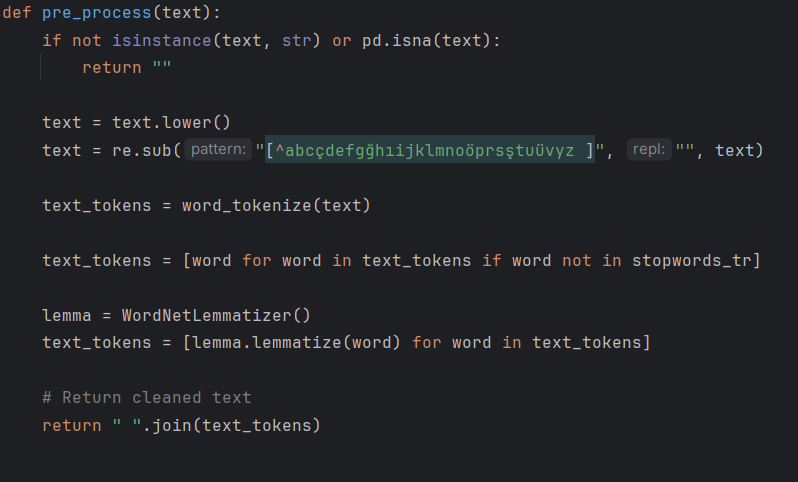 def pre_process(text):
    if not isinstance(text, str) or pd.isna(text):
        return ""
    text = text.lower()
    text = re.sub( pattern: "[^abcçdefgğhıijklmnoöprsştuüvyz ]", repl: "", text)
    text_tokens = word_tokenize(text)
    text_tokens = [word for word in text_tokens if word not in stopwords_tr]
    lemma = WordNetLemmatizer()
    text_tokens = [lemma.lemmatize(word) for word in text_tokens]
    # Return cleaned text
    return " ".join(text_tokens)